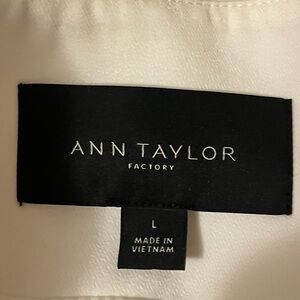 ANN TAYLOR
FACTORY
L
MADE IN
VIETNAM